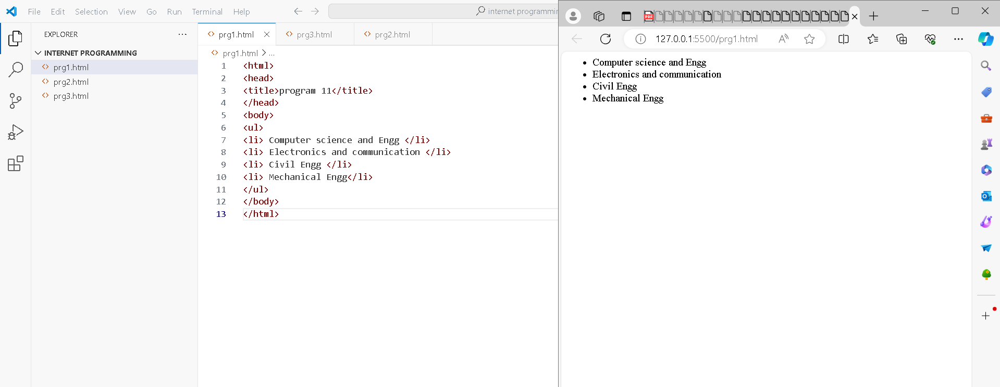 File Edit Selection View Go Run Terminal Help
internet programmin
EXPLORER
INTERNET PROGRAMMING
prg1.html
prg2.html
prg3.html
prg1.html prg3.html prg2.html
prg1.html > ...
1 <html>
2 <head>
3 <title>program 11</title>
4 </head>
5 <body>
6 <ul>
7 <li> Computer science and Engg </li>
8 <li> Electronics and communication </li>
9 <li> Civil Engg </li>
10 <li> Mechanical Engg</li>
11 </ul>
12 </body>
13 </html>
PDF
127.0.0.1:5500/prg1.html
• Computer science and Engg
• Electronics and communication
• Civil Engg
• Mechanical Engg